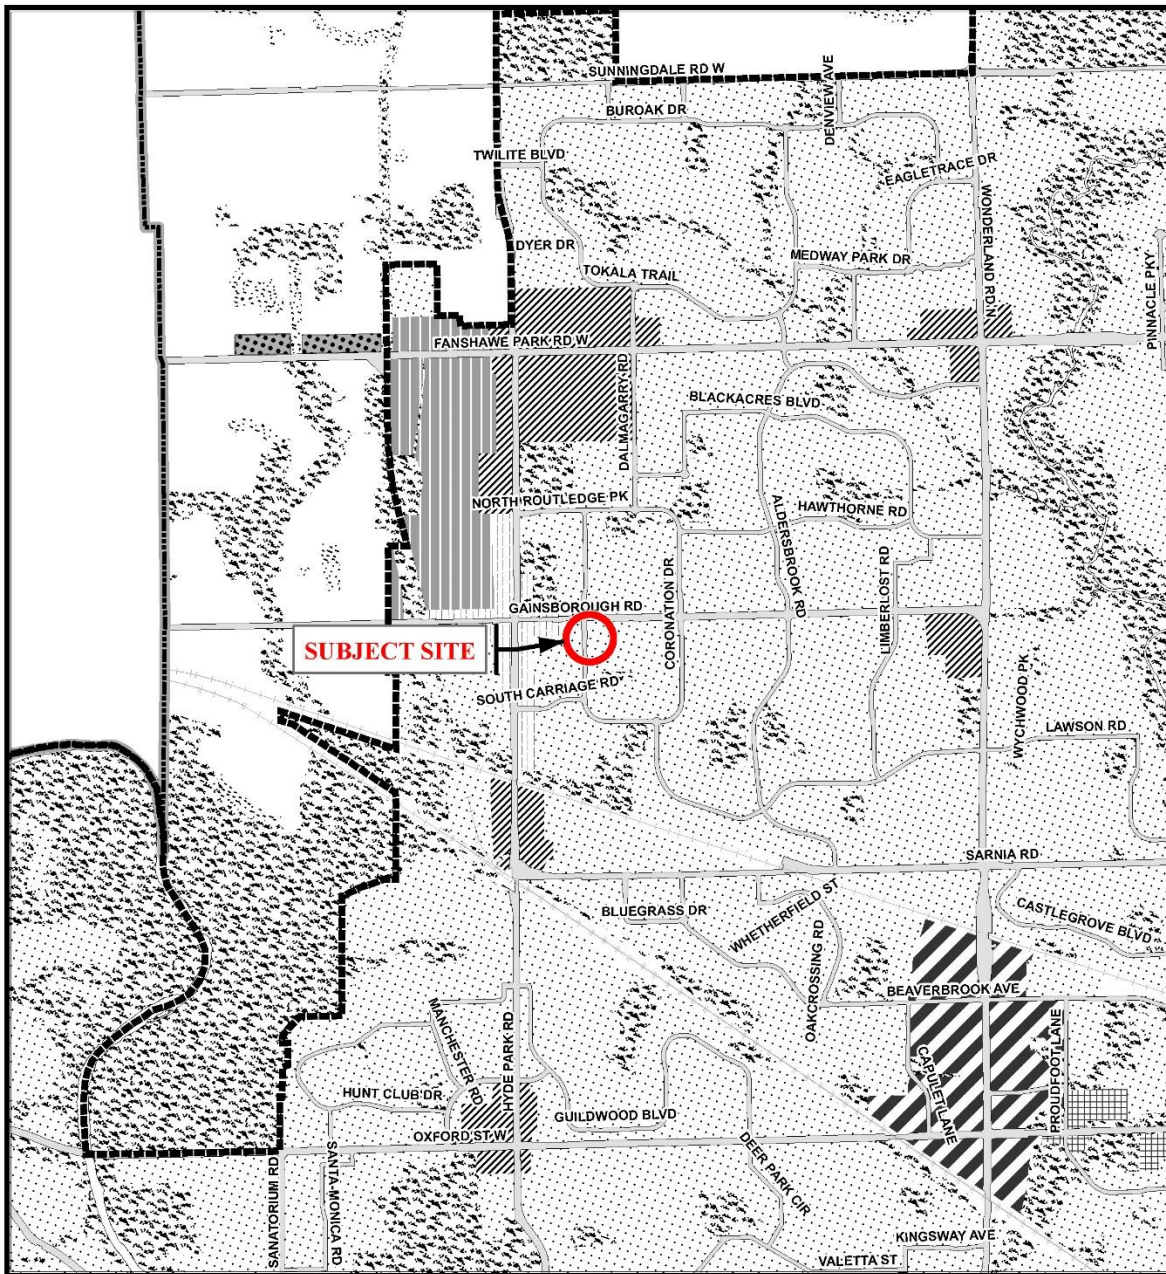 SUNNINGDALE RD W
DENVIEW AVE
BUROAK DR
TWILITE BLVD
EAGLETRACE DR
WONDERLAND RD N
DYER DR
MEDWAY PARK DR
PINNACLE PKY
TOKALA TRAIL
FANSHAWE PARK RD W
DALMAGARRY RD
BLACKACRES BLVD
NORTH ROUTLEDGE PK
ALDERSBROOK RD
HAWTHORNE RD
LIMBERLOST RD
CORONATION DR
GAINSBOROUGH RD
SUBJECT SITE
SOUTH CARRIAGE RD
WYCHWOOD PK
LAWSON RD
SARNIA RD
BLUEGRASS DR
WHETHERFIELD ST
CASTLEGROVE BLVD
OAKCROSSING RD
BEAVERBROOK AVE
MANCHESTER RD
HYDE PARK RD
CAPULET LANE
PROUDFOOT LANE
HUNT CLUB DR
GUILDWOOD BLVD
OXFORD ST W
DEER PARK CIR
SANATORIUM RD
SANTA MONICA RD
KINGSWAY AVE
VALETTA ST